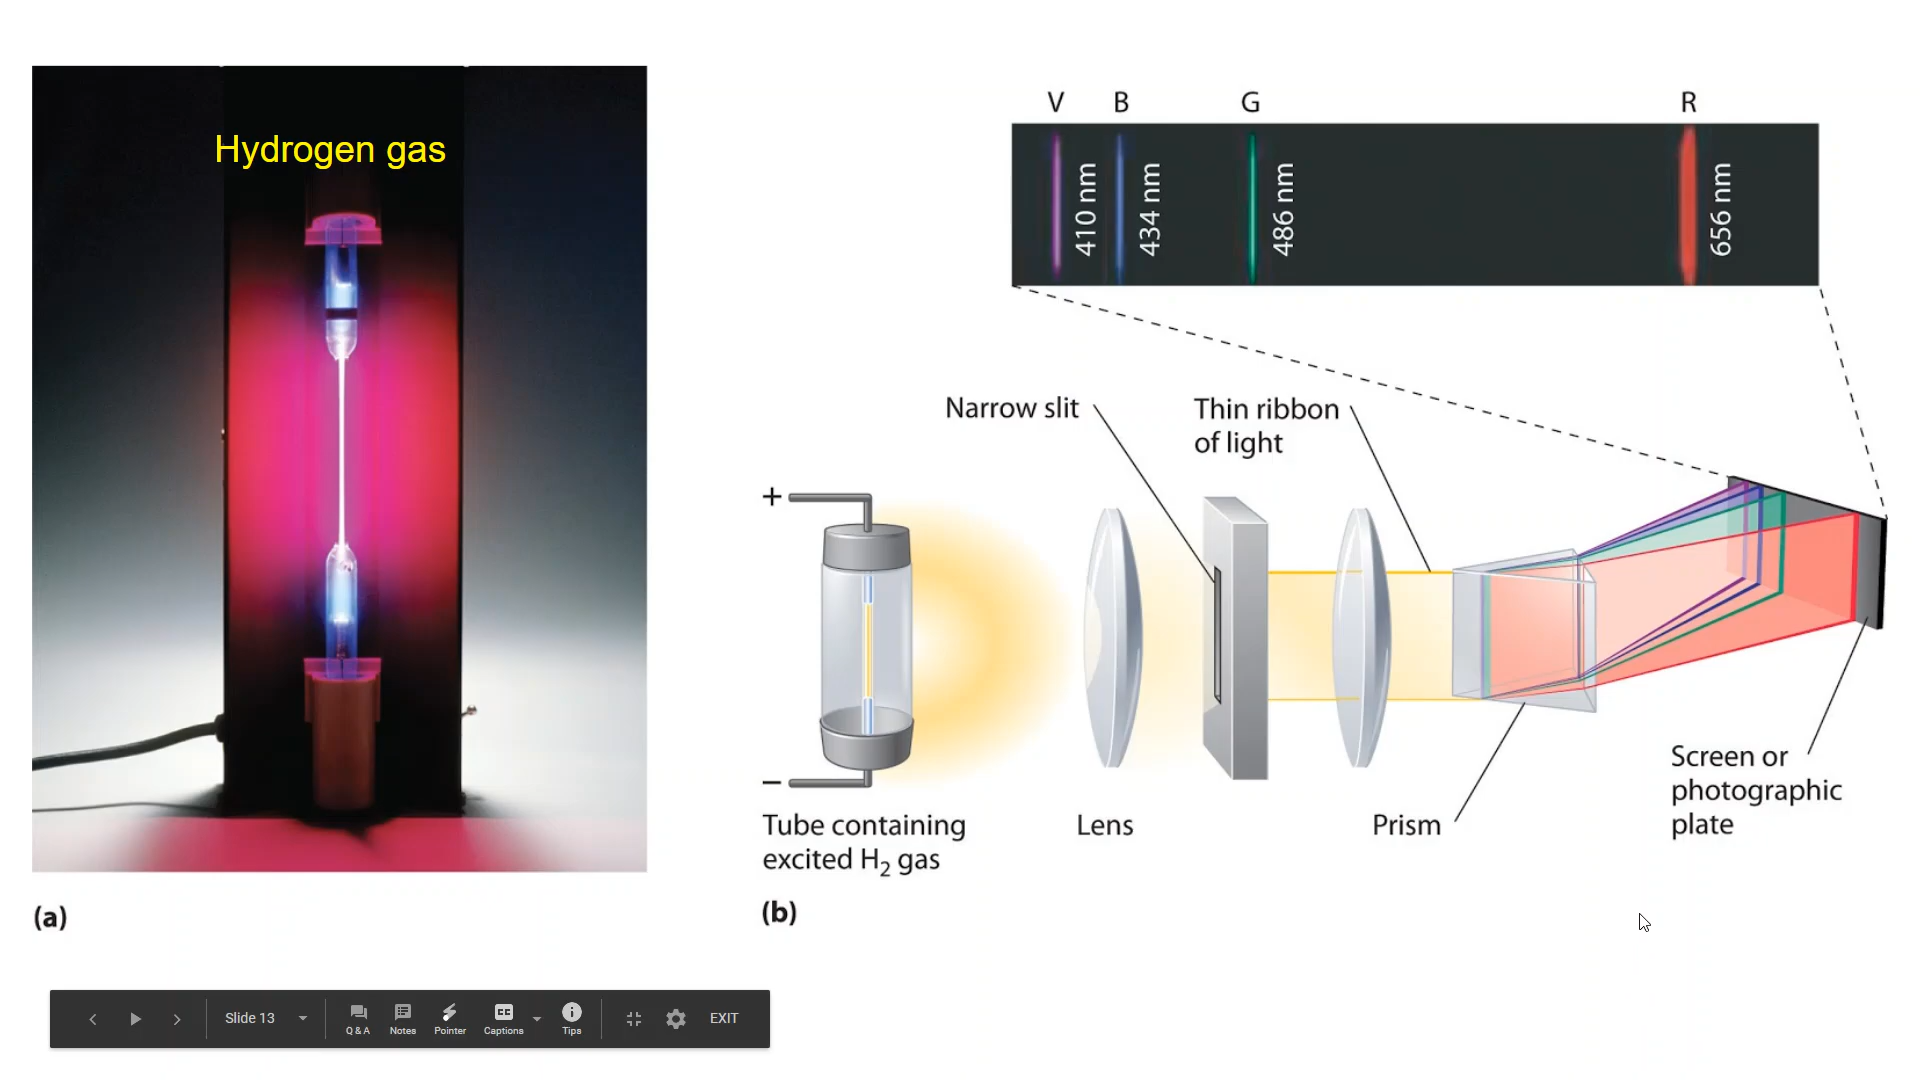 Hydrogen gas
(a)
V B G R
410 nm
434 nm
486 nm
656 nm
Narrow slit
Thin ribbon
of light
+
−
Tube containing
excited H₂ gas
Lens
Prism
Screen or
photographic
plate
(b)
Slide 13
Q & A
Notes
Pointer
CC
Captions
Tips
EXIT